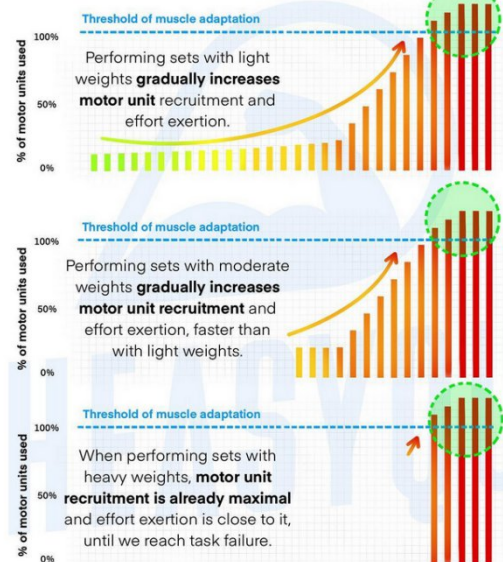 Threshold of muscle adaptation
100%
50%
0%
% of motor units used
Performing sets with light
weights gradually increases
motor unit recruitment and
effort exertion.
Threshold of muscle adaptation
100%
50%
0%
% of motor units used
Performing sets with moderate
weights gradually increases
motor unit recruitment and
effort exertion, faster than
with light weights.
Threshold of muscle adaptation
100%
50%
0%
% of motor units used
When performing sets with
heavy weights, motor unit
recruitment is already maximal
and effort exertion is close to it,
until we reach task failure.